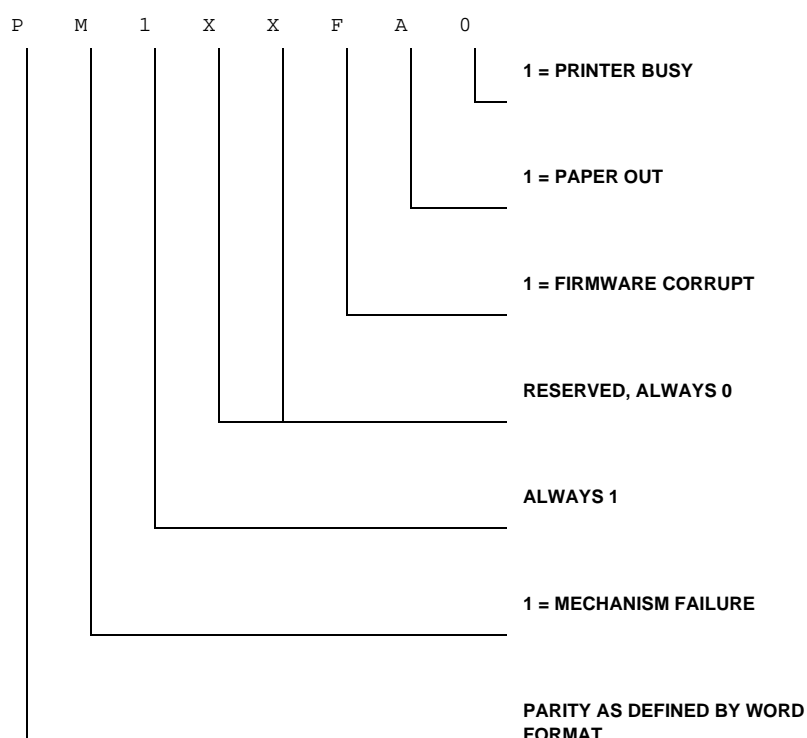 P M 1 X X F A 0
1 = PRINTER BUSY
1 = PAPER OUT
1 = FIRMWARE CORRUPT
RESERVED, ALWAYS 0
ALWAYS 1
1 = MECHANISM FAILURE
PARITY AS DEFINED BY WORD
FORMAT